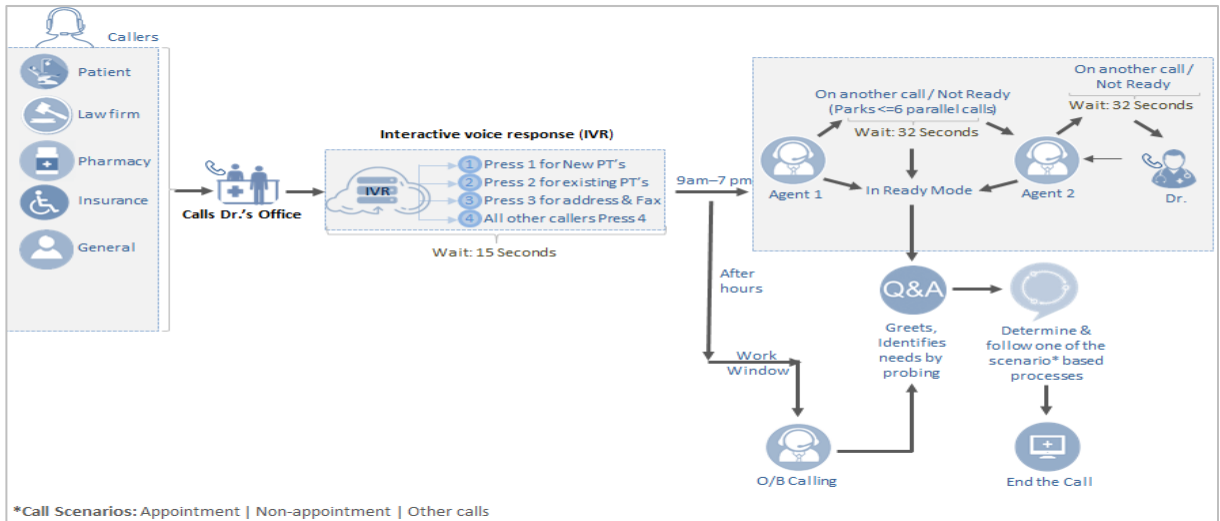 Callers
Patient
Law firm
Pharmacy
Insurance
General
Calls Dr.'s Office
Interactive voice response (IVR)
IVR
1 Press 1 for New PT's
2 Press 2 for existing PT's
3 Press 3 for address & Fax
4 All other callers Press 4
Wait: 15 Seconds
9am–7 pm
After
hours
Work
Window
O/B Calling
On another call / Not Ready
(Parks <=6 parallel calls)
Wait: 32 Seconds
Agent 1
In Ready Mode
Agent 2
On another call /
Not Ready
Wait: 32 Seconds
Dr.
Q&A
Greets,
Identifies
needs by
probing
Determine &
follow one of the
scenario* based
processes
End the Call
*Call Scenarios: Appointment | Non-appointment | Other calls